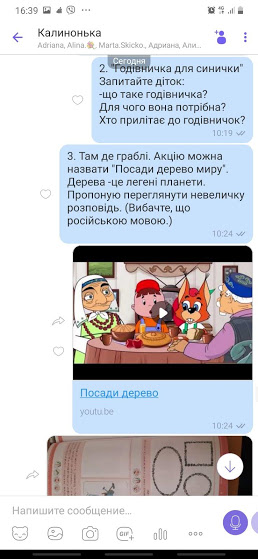 16:39
Калинонька
Adriana, Alina.🐘, Marta.Skicko., Адриана, Али...
Сегодня
2. "Годівничка для синички"
Запитайте діток:
-що таке годівничка?
Для чого вона потрібна?
Хто прилітає до годівничок?
10:19
3. Там де граблі. Акцію можна
назвати "Посади дерево миру".
Дерева -це легені планети.
Пропоную переглянути невеличку
розповідь. (Вибачте, що
російською мовою.)
10:24
Посади дерево
youtu.be
10:24
Напишите сообщение...
GIF